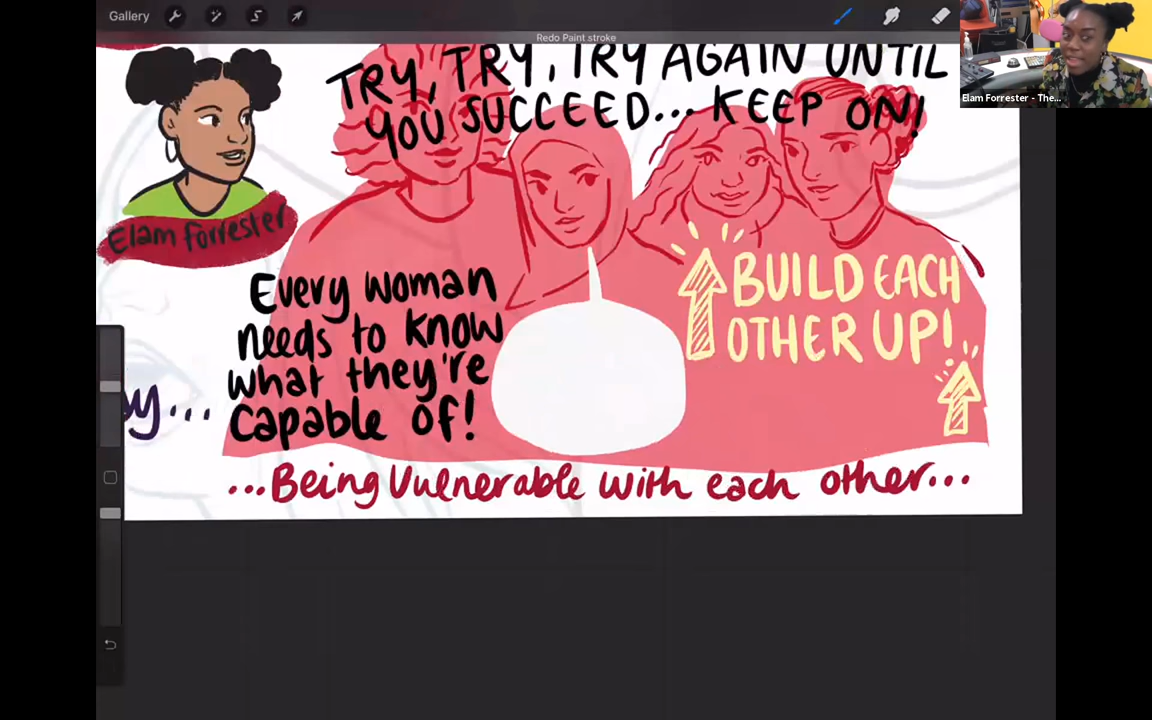 Gallery
Redo Paint stroke
Elam Forrester - The...
TRY, TRY, TRY AGAIN UNTIL
YOU SUCCEED... KEEP ON!
Elam Forrester
Every woman
needs to know
what they're
capable of!
BUILD EACH
OTHER UP!
y...
...Being Vulnerable with each other...